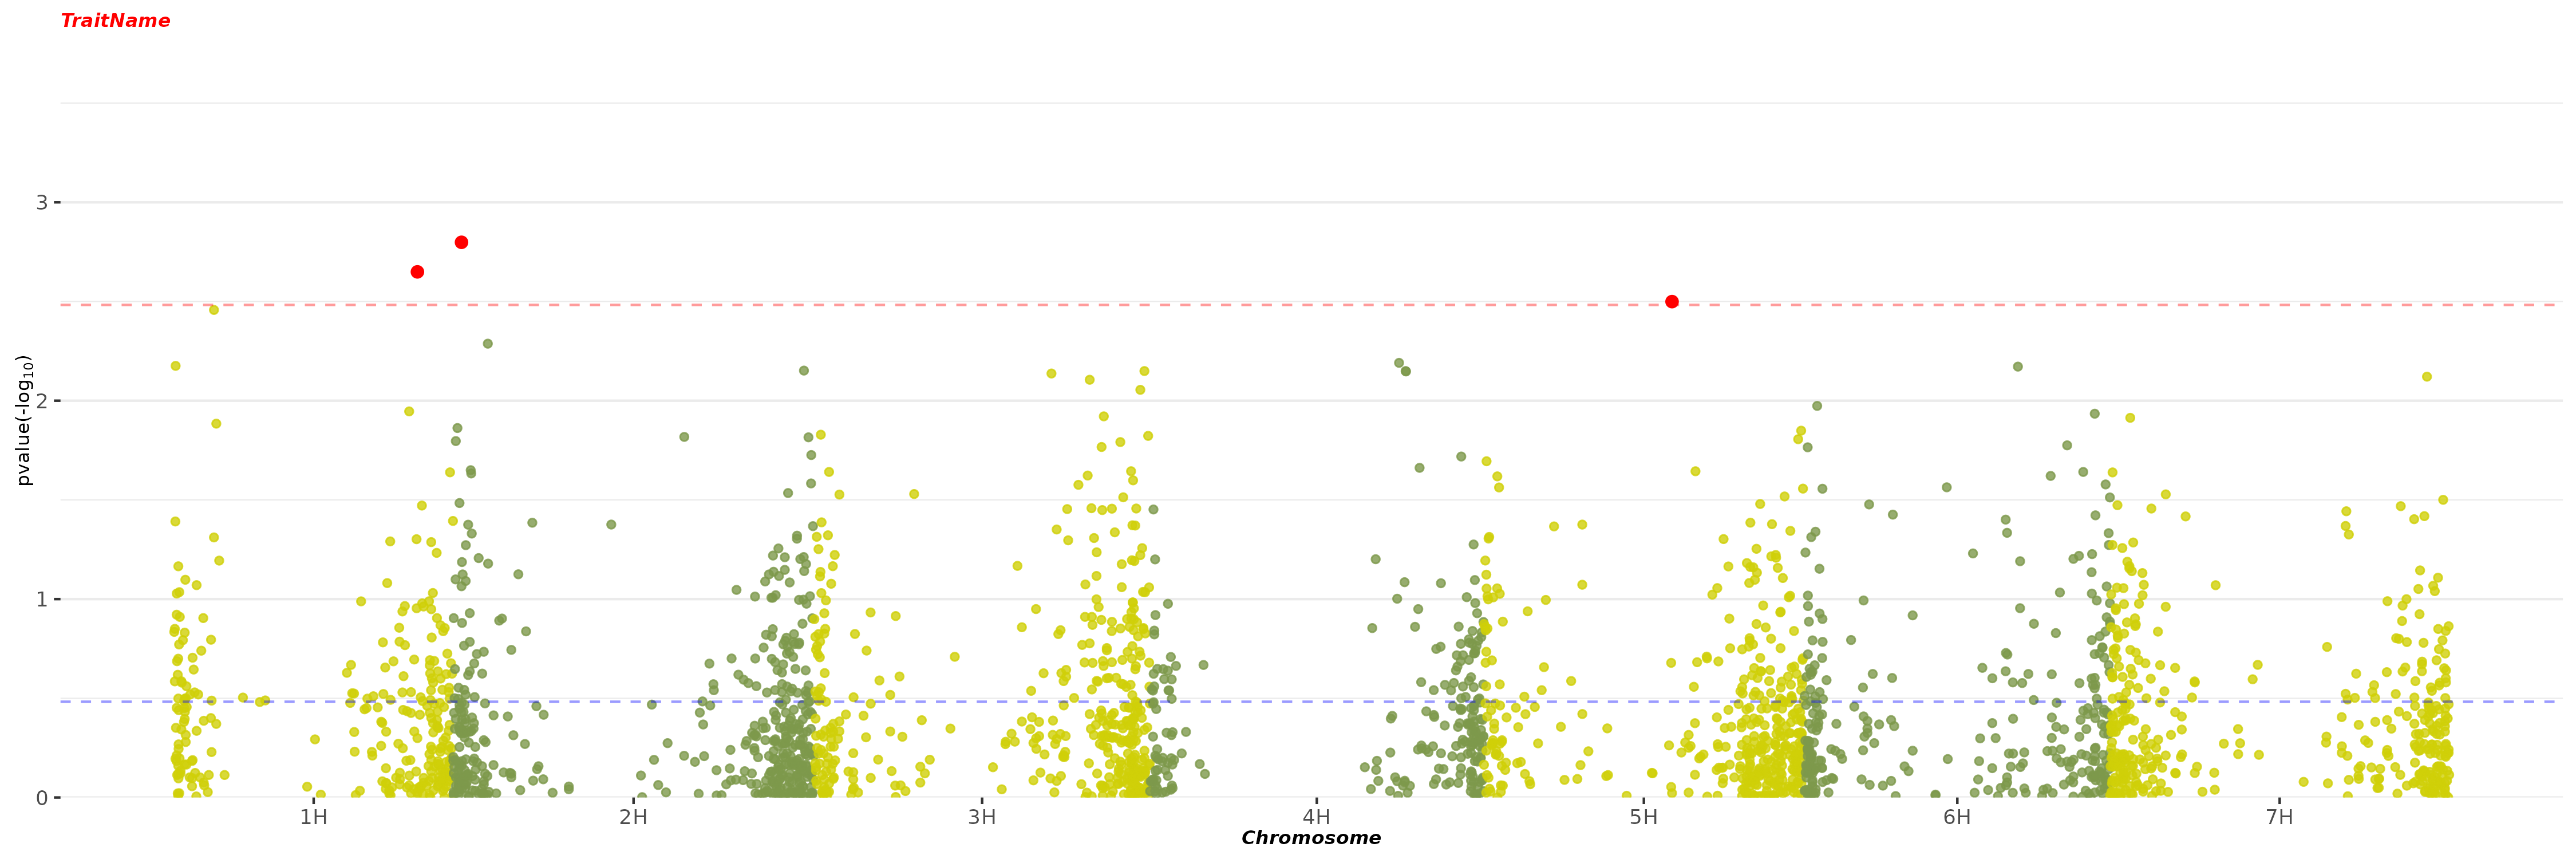 TraitName
3
2
1
0
pvalue(-log₁₀)
1H 2H 3H 4H 5H 6H 7H
Chromosome